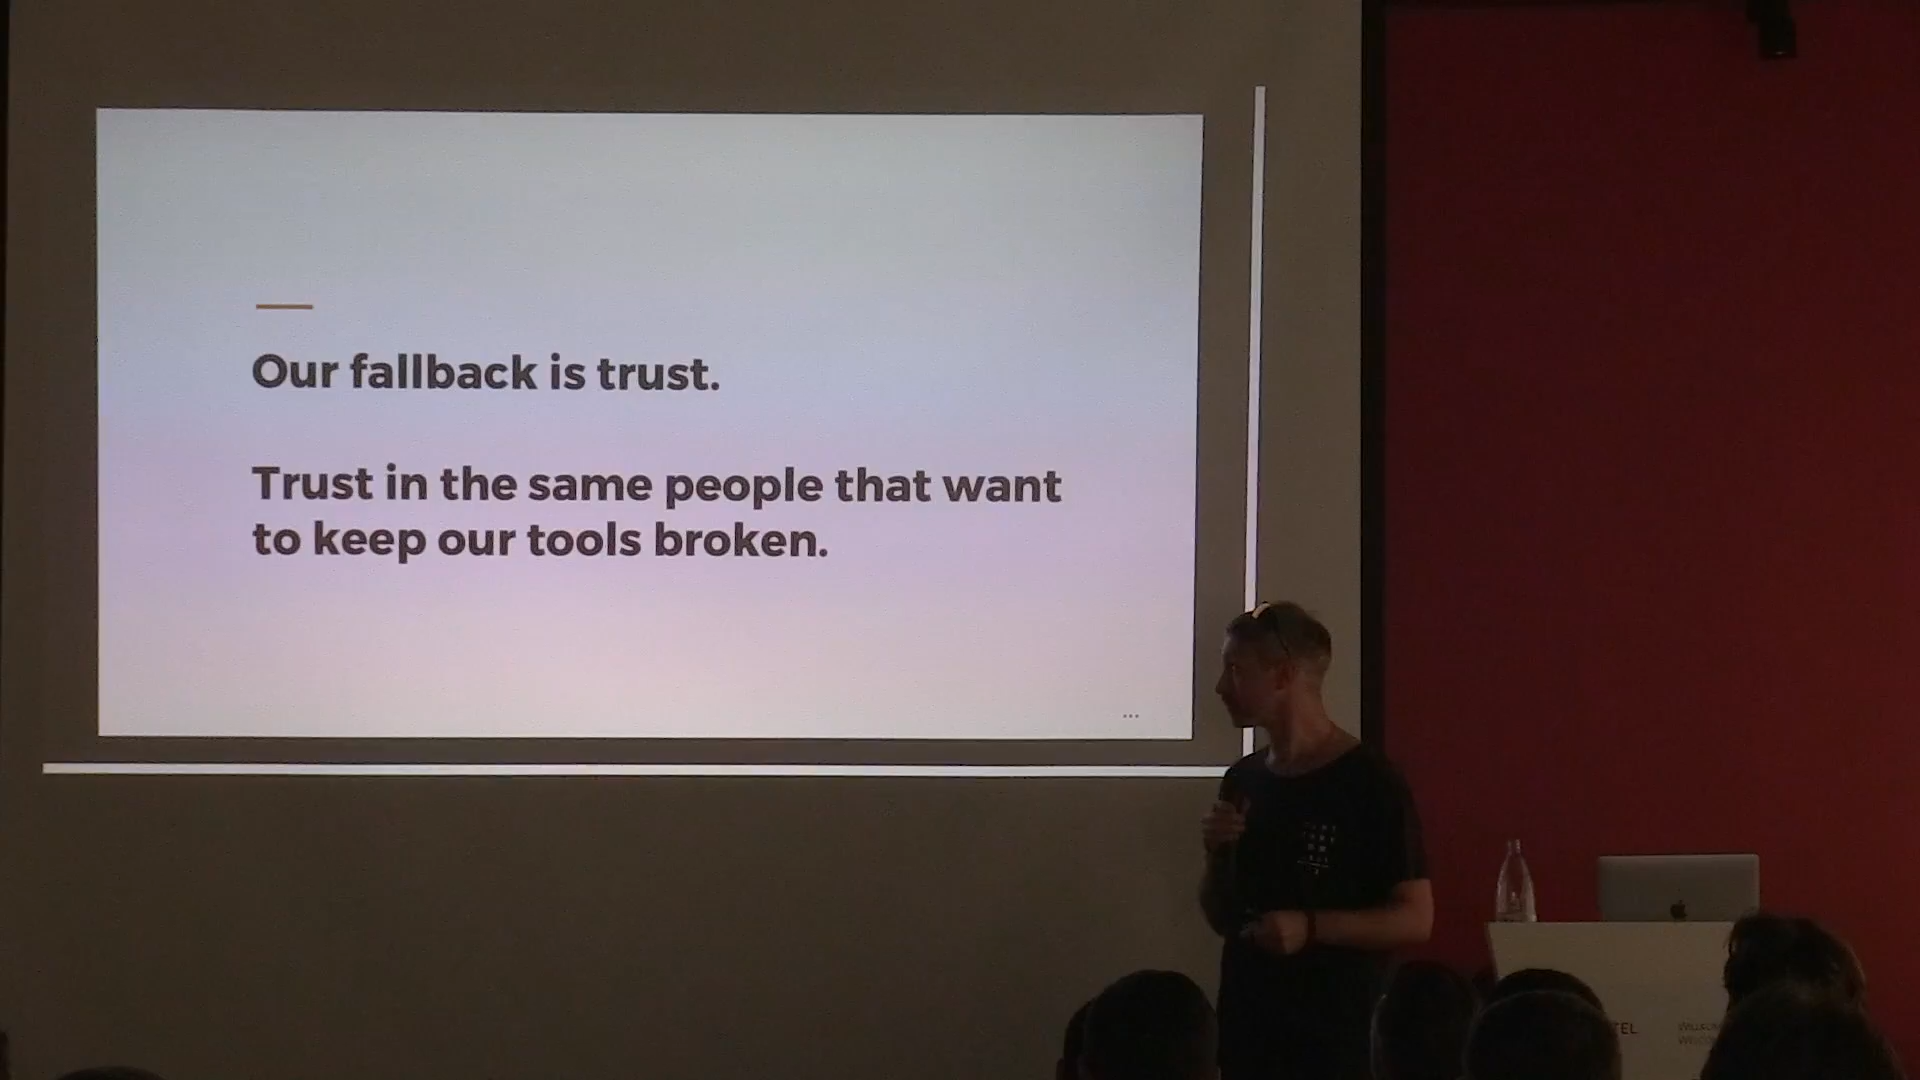 Our fallback is trust.
Trust in the same people that want
to keep our tools broken.
...